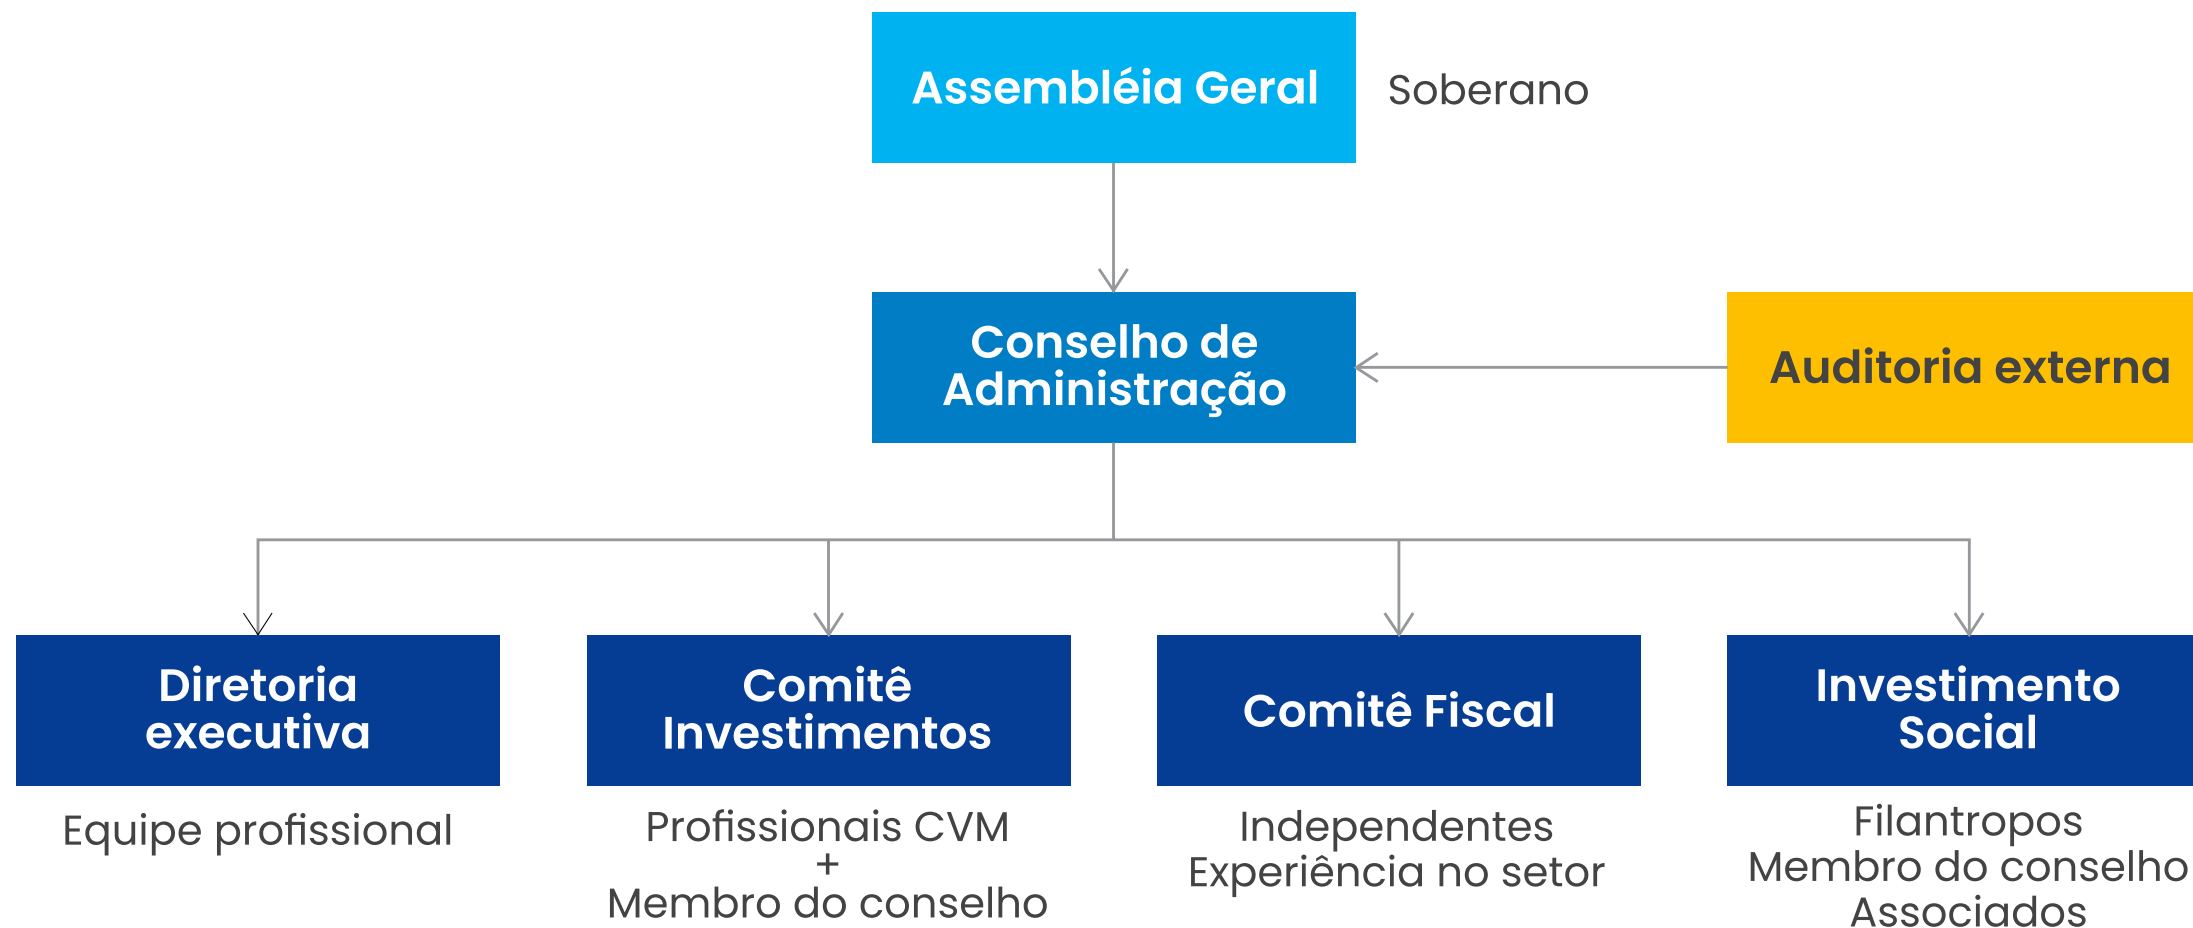 Assembléia Geral
Soberano
Conselho de
Administração
Auditoria externa
Diretoria
executiva
Equipe profissional
Comitê
Investimentos
Profissionais CVM
+
Membro do conselho
Comitê Fiscal
Independentes
Experiência no setor
Investimento
Social
Filantropos
Membro do conselho
Associados